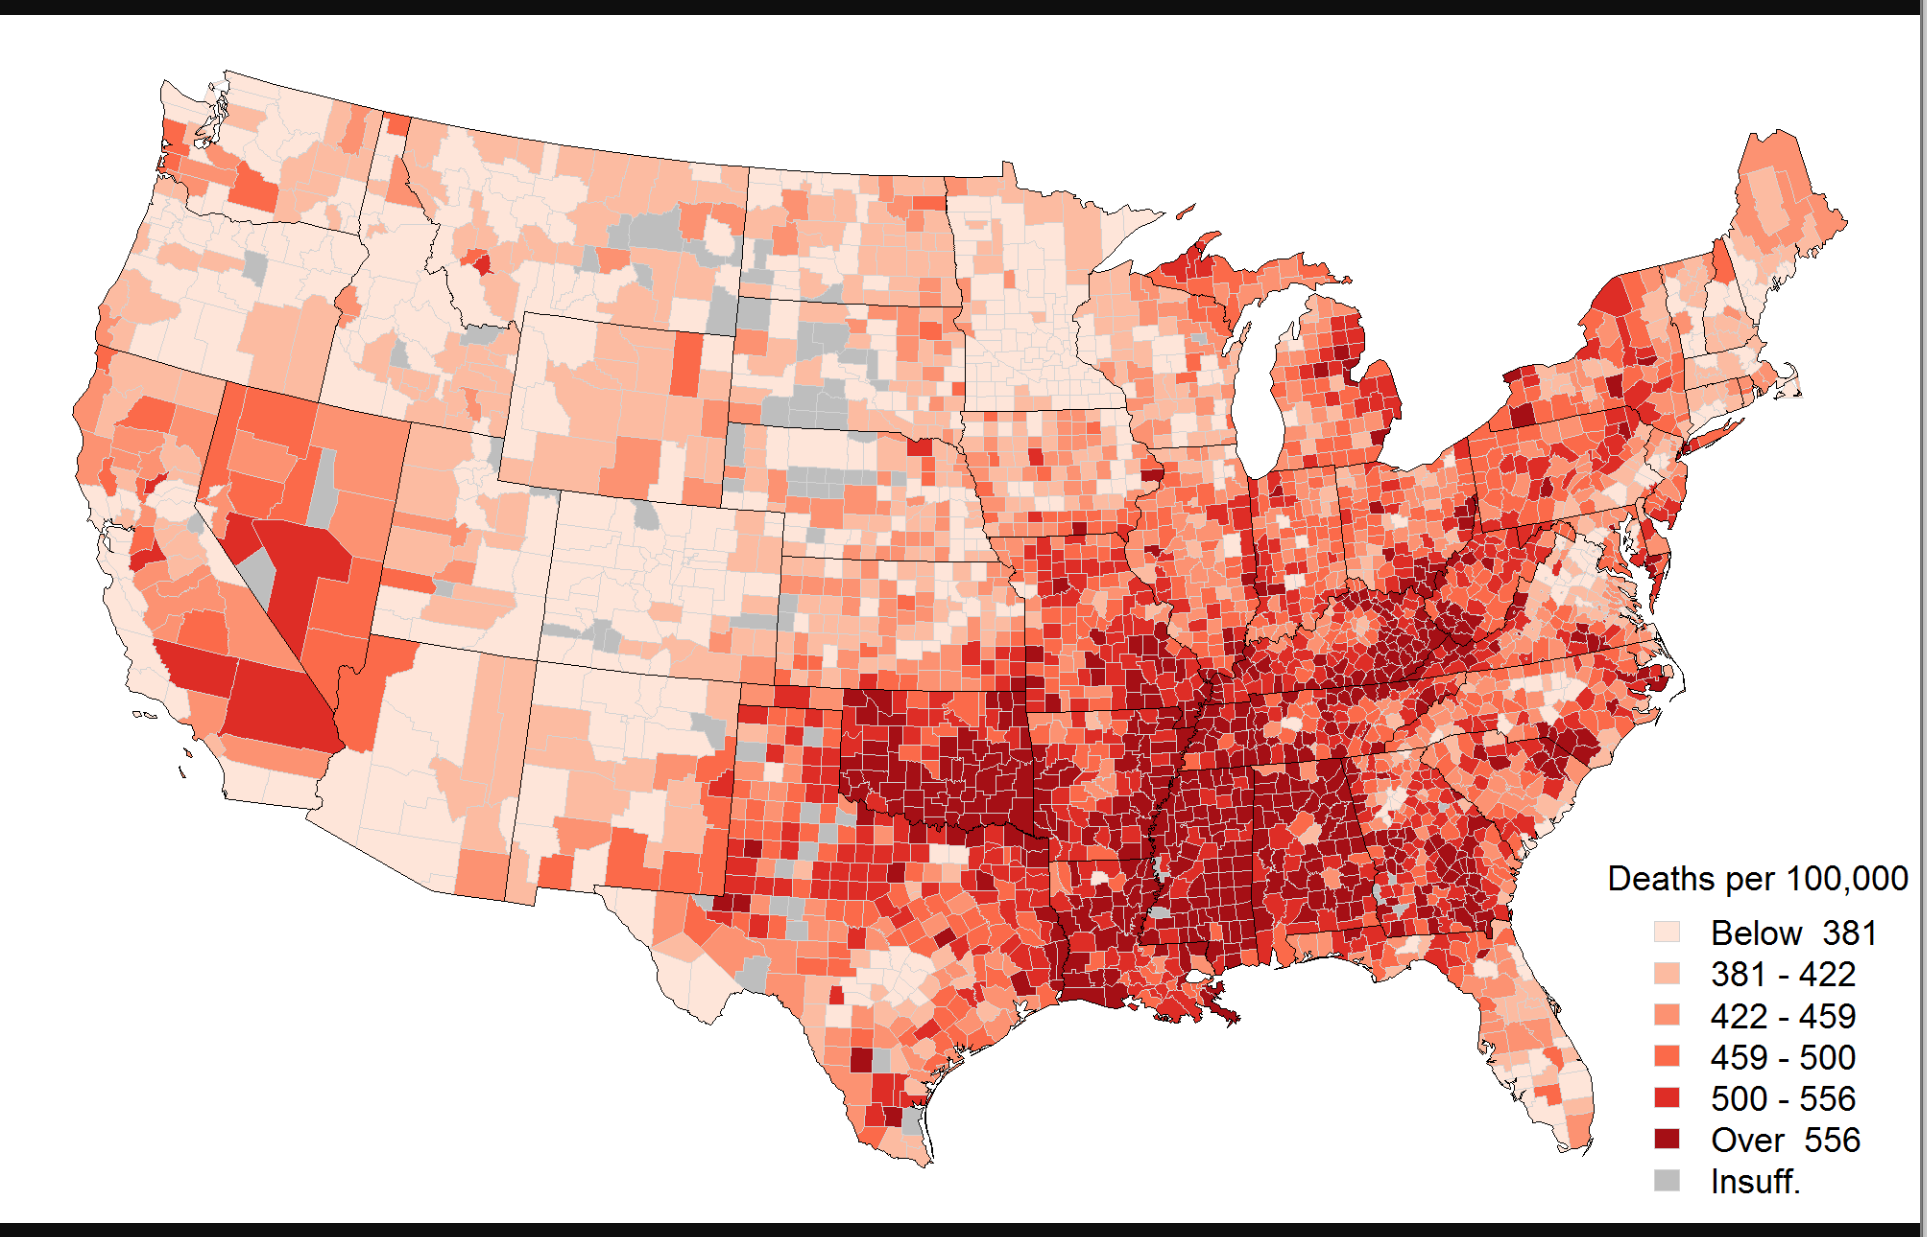 Deaths per 100,000
Below 381
381 - 422
422 - 459
459 - 500
500 - 556
Over 556
Insuff.